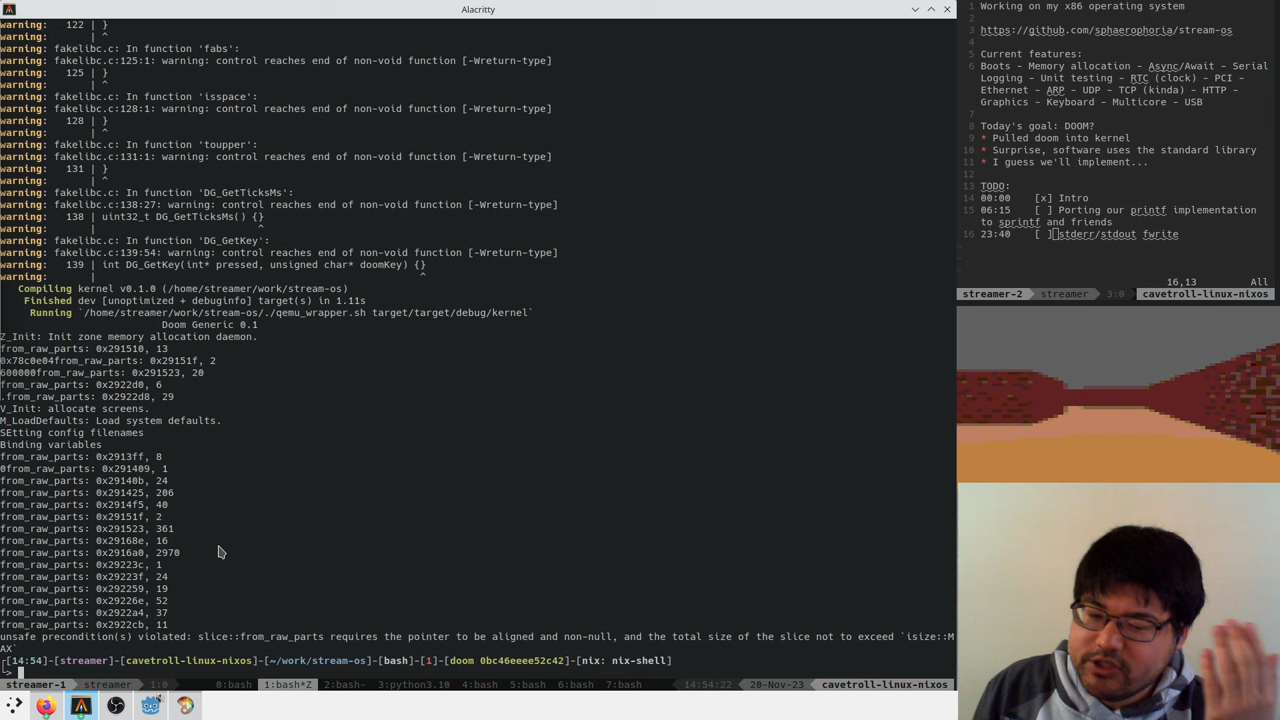 Alacritty
warning:   122 | }
warning:       | ^
warning: fakelibc.c: In function 'fabs':
warning: fakelibc.c:125:1: warning: control reaches end of non-void function [-Wreturn-type]
warning:   125 | }
warning:       | ^
warning: fakelibc.c: In function 'isspace':
warning: fakelibc.c:128:1: warning: control reaches end of non-void function [-Wreturn-type]
warning:   128 | }
warning:       | ^
warning: fakelibc.c: In function 'toupper':
warning: fakelibc.c:131:1: warning: control reaches end of non-void function [-Wreturn-type]
warning:   131 | }
warning:       | ^
warning: fakelibc.c: In function 'DG_GetTicksMs':
warning: fakelibc.c:138:27: warning: control reaches end of non-void function [-Wreturn-type]
warning:   138 | uint32_t DG_GetTicksMs() {}
warning:       |                           ^
warning: fakelibc.c: In function 'DG_GetKey':
warning: fakelibc.c:139:54: warning: control reaches end of non-void function [-Wreturn-type]
warning:   139 | int DG_GetKey(int* pressed, unsigned char* doomKey) {}
warning:       |                                                      ^
Compiling kernel v0.1.0 (/home/streamer/work/stream-os)
Finished dev [unoptimized + debuginfo] target(s) in 1.11s
Running `/home/streamer/work/stream-os/./qemu_wrapper.sh target/target/debug/kernel`
Doom Generic 0.1
Z_Init: Init zone memory allocation daemon.
from_raw_parts: 0x291510, 13
0x78c0e04from_raw_parts: 0x29151f, 2
600000from_raw_parts: 0x291523, 20
from_raw_parts: 0x2922d0, 6
.from_raw_parts: 0x2922d8, 29
V_Init: allocate screens.
M_LoadDefaults: Load system defaults.
SEtting config filenames
Binding variables
from_raw_parts: 0x2913ff, 8
0from_raw_parts: 0x291409, 1
from_raw_parts: 0x29140b, 24
from_raw_parts: 0x291425, 206
from_raw_parts: 0x2914f5, 40
from_raw_parts: 0x29151f, 2
from_raw_parts: 0x291523, 361
from_raw_parts: 0x29168e, 16
from_raw_parts: 0x2916a0, 2970
from_raw_parts: 0x29223c, 1
from_raw_parts: 0x29223f, 24
from_raw_parts: 0x292259, 19
from_raw_parts: 0x29226e, 52
from_raw_parts: 0x2922a4, 37
from_raw_parts: 0x2922cb, 11
unsafe precondition(s) violated: slice::from_raw_parts requires the pointer to be aligned and non-null, and the total size of the slice not to exceed `isize::M
AX`
┌[14:54]-[streamer]-[cavetroll-linux-nixos]-[~/work/stream-os]-[bash]-[1]-[doom 0bc46eeee52c42]-[nix: nix-shell]
└>
streamer-1 streamer 1:0 0:bash 1:bash*Z 2:bash- 3:python3.10 4:bash 5:bash 6:bash 7:bash 14:54:22 20-Nov-23 cavetroll-linux-nixos
1 Working on my x86 operating system
2
3 https://github.com/sphaerophoria/stream-os
4
5 Current features:
6 Boots - Memory allocation - Async/Await - Serial
Logging - Unit testing - RTC (clock) - PCI -
Ethernet - ARP - UDP - TCP (kinda) - HTTP -
Graphics - Keyboard - Multicore - USB
7
8 Today's goal: DOOM?
9 * Pulled doom into kernel
10 * Surprise, software uses the standard library
11 * I guess we'll implement...
12
13 TODO:
14 00:00 [x] Intro
15 06:15 [ ] Porting our printf implementation
to sprintf and friends
16 23:40 [ ] stderr/stdout fwrite
~
~
16,13 All
streamer-2 streamer 3:0 cavetroll-linux-nixos